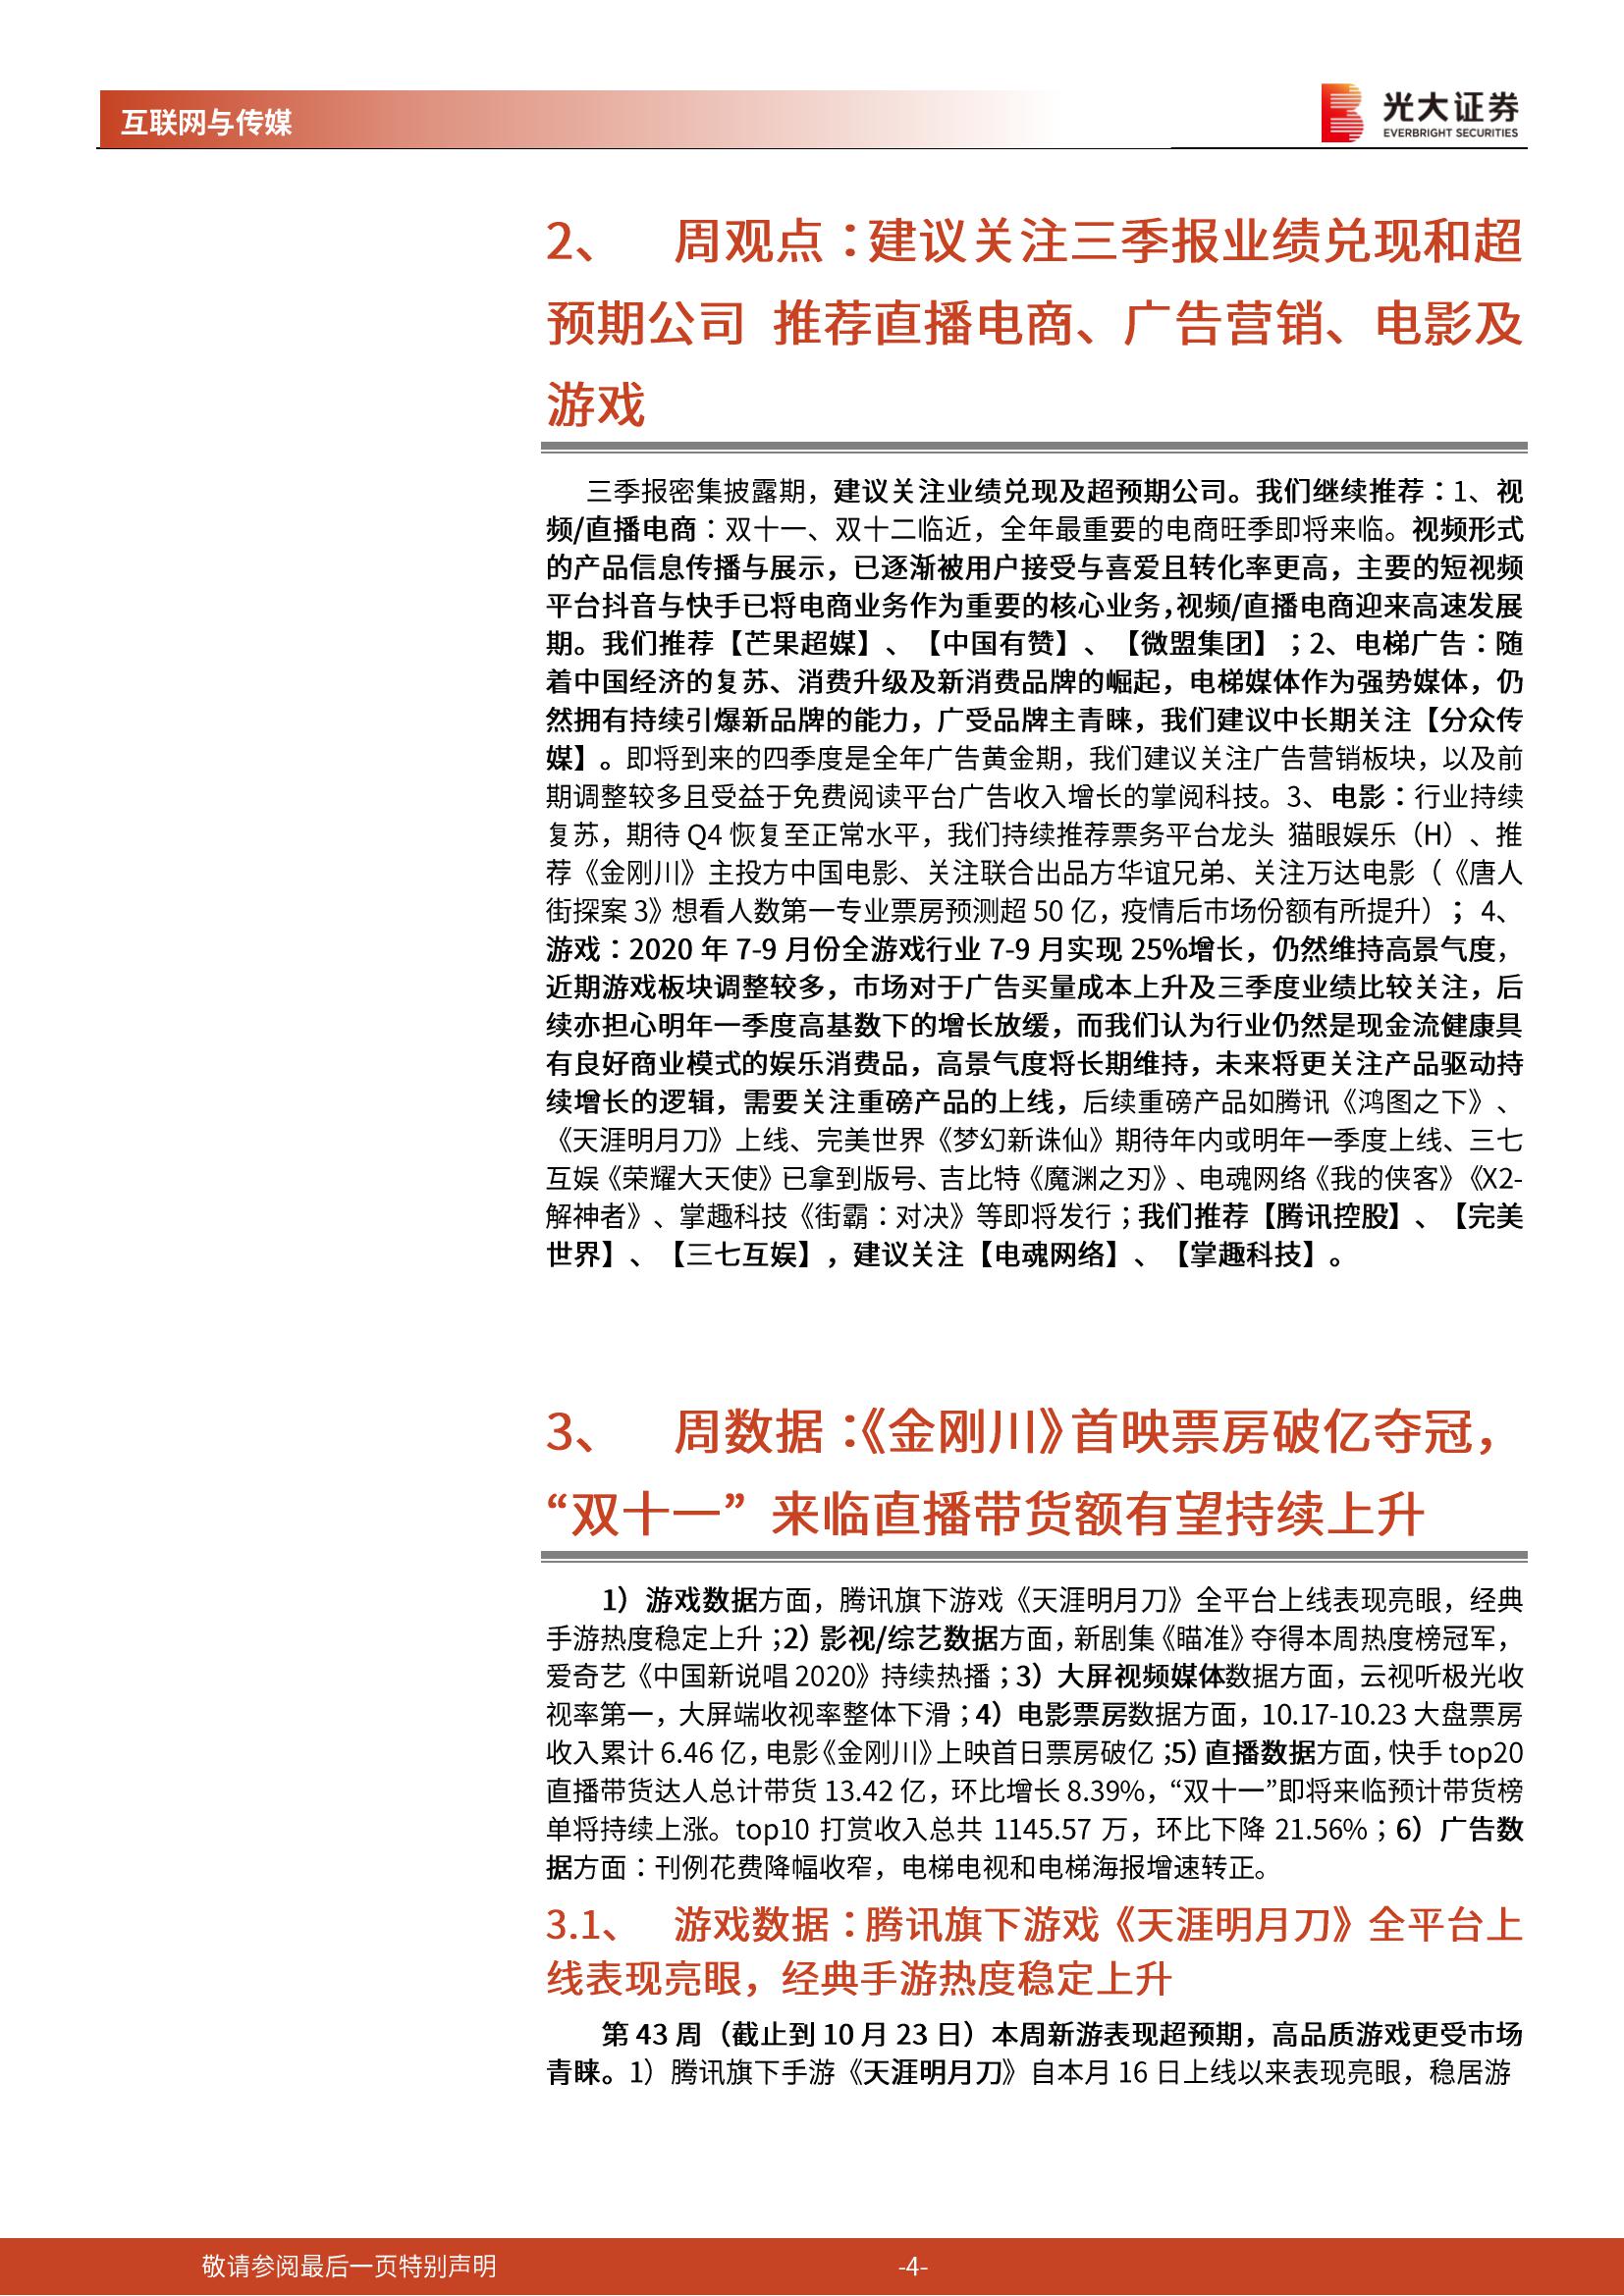 互联网与传媒
光大证券
EVERBRIGHT SECURITIES
2、 周观点：建议关注三季报业绩兑现和超
预期公司 推荐直播电商、广告营销、电影及
游戏
三季报密集披露期，建议关注业绩兑现及超预期公司。我们继续推荐：1、视
频/直播电商：双十一、双十二临近，全年最重要的电商旺季即将来临。视频形式
的产品信息传播与展示，已逐渐被用户接受与喜爱且转化率更高，主要的短视频
平台抖音与快手已将电商业务作为重要的核心业务，视频/直播电商迎来高速发展
期。我们推荐【芒果超媒】、【中国有赞】、【微盟集团】；2、电梯广告：随
着中国经济的复苏、消费升级及新消费品牌的崛起，电梯媒体作为强势媒体，仍
然拥有持续引爆新品牌的能力，广受品牌主青睐，我们建议中长期关注【分众传
媒】。即将到来的四季度是全年广告黄金期，我们建议关注广告营销板块，以及前
期调整较多且受益于免费阅读平台广告收入增长的掌阅科技。3、电影：行业持续
复苏，期待 Q4 恢复至正常水平，我们持续推荐票务平台龙头 猫眼娱乐（H）、推
荐《金刚川》主投方中国电影、关注联合出品方华谊兄弟、关注万达电影（《唐人
街探案 3》想看人数第一专业票房预测超 50 亿，疫情后市场份额有所提升）；4、
游戏：2020 年 7-9 月份全游戏行业 7-9 月实现 25%增长，仍然维持高景气度，
近期游戏板块调整较多，市场对于广告买量成本上升及三季度业绩比较关注，后
续亦担心明年一季度高基数下的增长放缓，而我们认为行业仍然是现金流健康具
有良好商业模式的娱乐消费品，高景气度将长期维持，未来将更关注产品驱动持
续增长的逻辑，需要关注重磅产品的上线，后续重磅产品如腾讯《鸿图之下》、
《天涯明月刀》上线、完美世界《梦幻新诛仙》期待年内或明年一季度上线、三七
互娱《荣耀大天使》已拿到版号、吉比特《魔渊之刃》、电魂网络《我的侠客》《X2-
解神者》、掌趣科技《街霸：对决》等即将发行；我们推荐【腾讯控股】、【完美
世界】、【三七互娱】，建议关注【电魂网络】、【掌趣科技】。
3、 周数据：《金刚川》首映票房破亿夺冠，
“双十一” 来临直播带货额有望持续上升
1）游戏数据方面，腾讯旗下游戏《天涯明月刀》全平台上线表现亮眼，经典
手游热度稳定上升；2）影视/综艺数据方面，新剧集《瞄准》夺得本周热度榜冠军，
爱奇艺《中国新说唱 2020》持续热播；3）大屏视频媒体数据方面，云视听极光收
视率第一，大屏端收视率整体下滑；4）电影票房数据方面，10.17-10.23 大盘票房
收入累计 6.46 亿，电影《金刚川》上映首日票房破亿；5）直播数据方面，快手 top20
直播带货达人总计带货 13.42 亿，环比增长 8.39%，“双十一”即将来临预计带货榜
单将持续上涨。top10 打赏收入总共 1145.57 万，环比下降 21.56%；6）广告数
据方面：刊例花费降幅收窄，电梯电视和电梯海报增速转正。
3.1、 游戏数据：腾讯旗下游戏《天涯明月刀》全平台上
线表现亮眼，经典手游热度稳定上升
第 43 周（截止到 10 月 23 日）本周新游表现超预期，高品质游戏更受市场
青睐。1）腾讯旗下手游《天涯明月刀》自本月 16 日上线以来表现亮眼，稳居游
敬请参阅最后一页特别声明
-4-